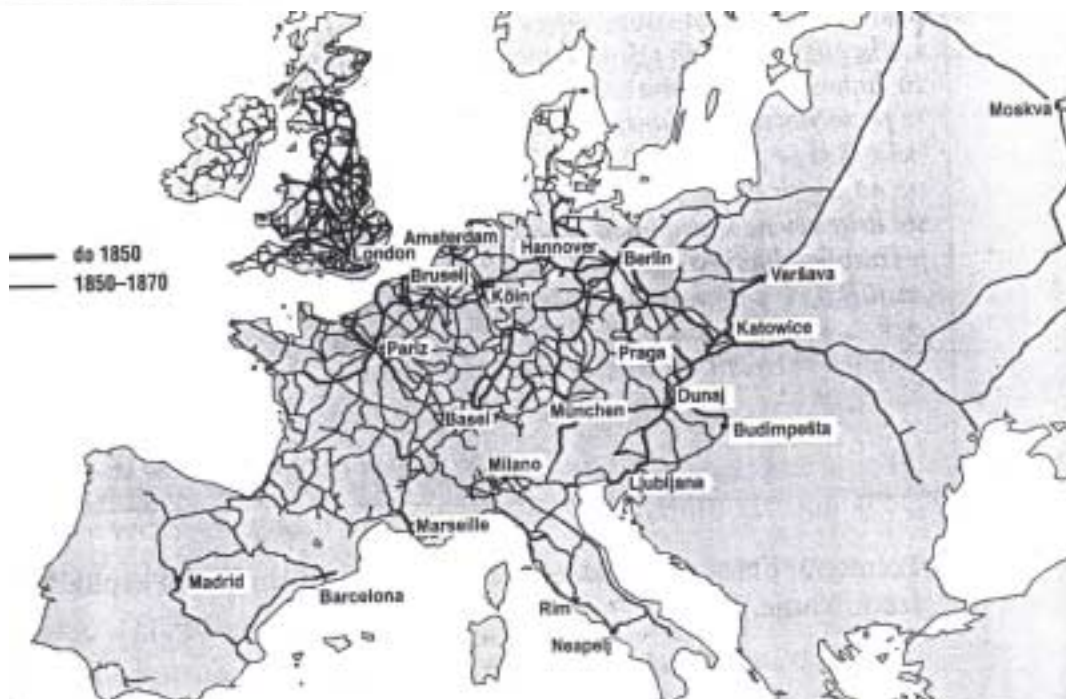 Moskva
do 1850
1850–1870
London
Amsterdam
Hannover
Berlin
Bruselj
Köln
Varšava
Katowice
Pariz
Praga
Dunaj
Basel
München
Budimpešta
Milano
Ljubljana
Marseille
Madrid
Barcelona
Rim
Neapelj